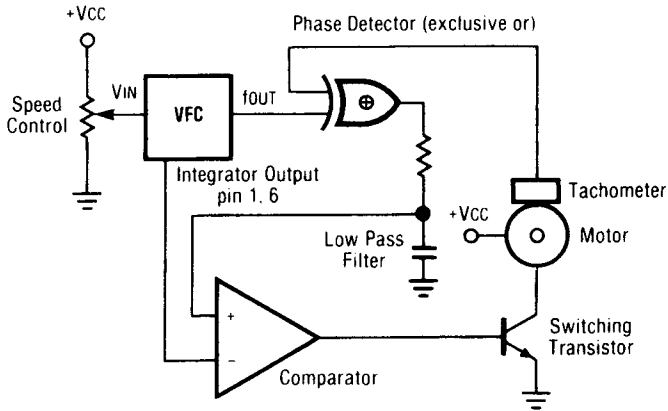 Phase Detector (exclusive or)
+VCC
VIN
fOUT
VFC
Speed
Control
⊕
Integrator Output
pin 1, 6
Tachometer
+VCC
Motor
Low Pass
Filter
+
−
Comparator
Switching
Transistor